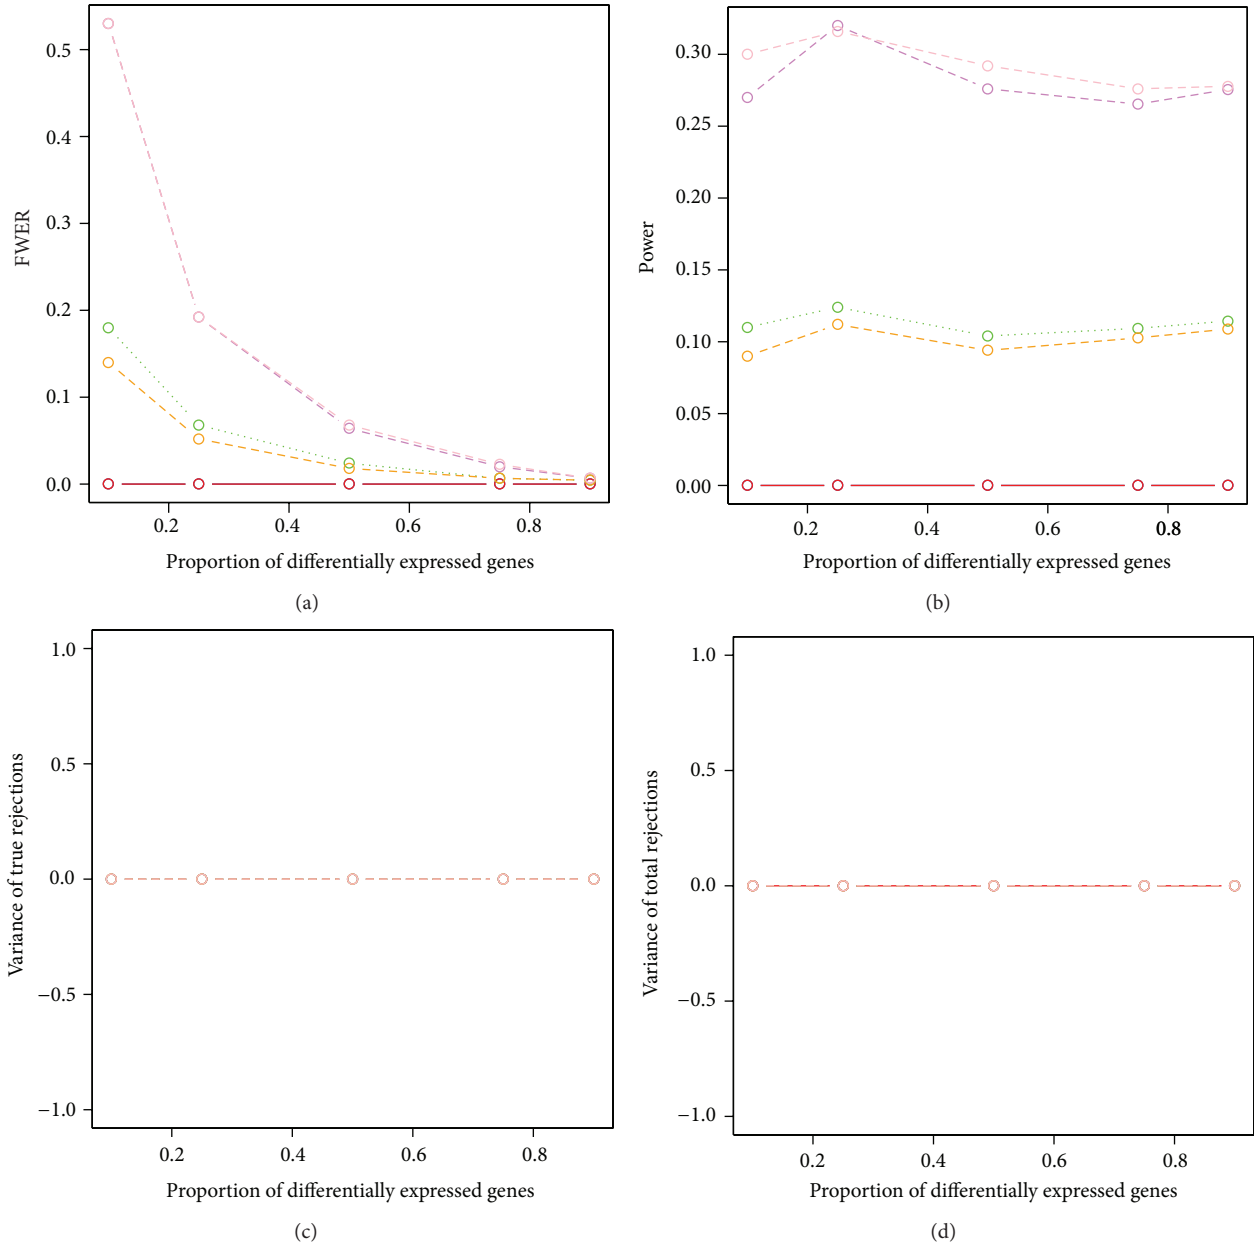 FWER
0.5
0.4
0.3
0.2
0.1
0.0
0.2 0.4 0.6 0.8
Proportion of differentially expressed genes
(a)
Power
0.30
0.25
0.20
0.15
0.10
0.05
0.00
0.2 0.4 0.6 0.8
Proportion of differentially expressed genes
(b)
Variance of true rejections
1.0
0.5
0.0
−0.5
−1.0
0.2 0.4 0.6 0.8
Proportion of differentially expressed genes
(c)
Variance of total rejections
1.0
0.5
0.0
−0.5
−1.0
0.2 0.4 0.6 0.8
Proportion of differentially expressed genes
(d)